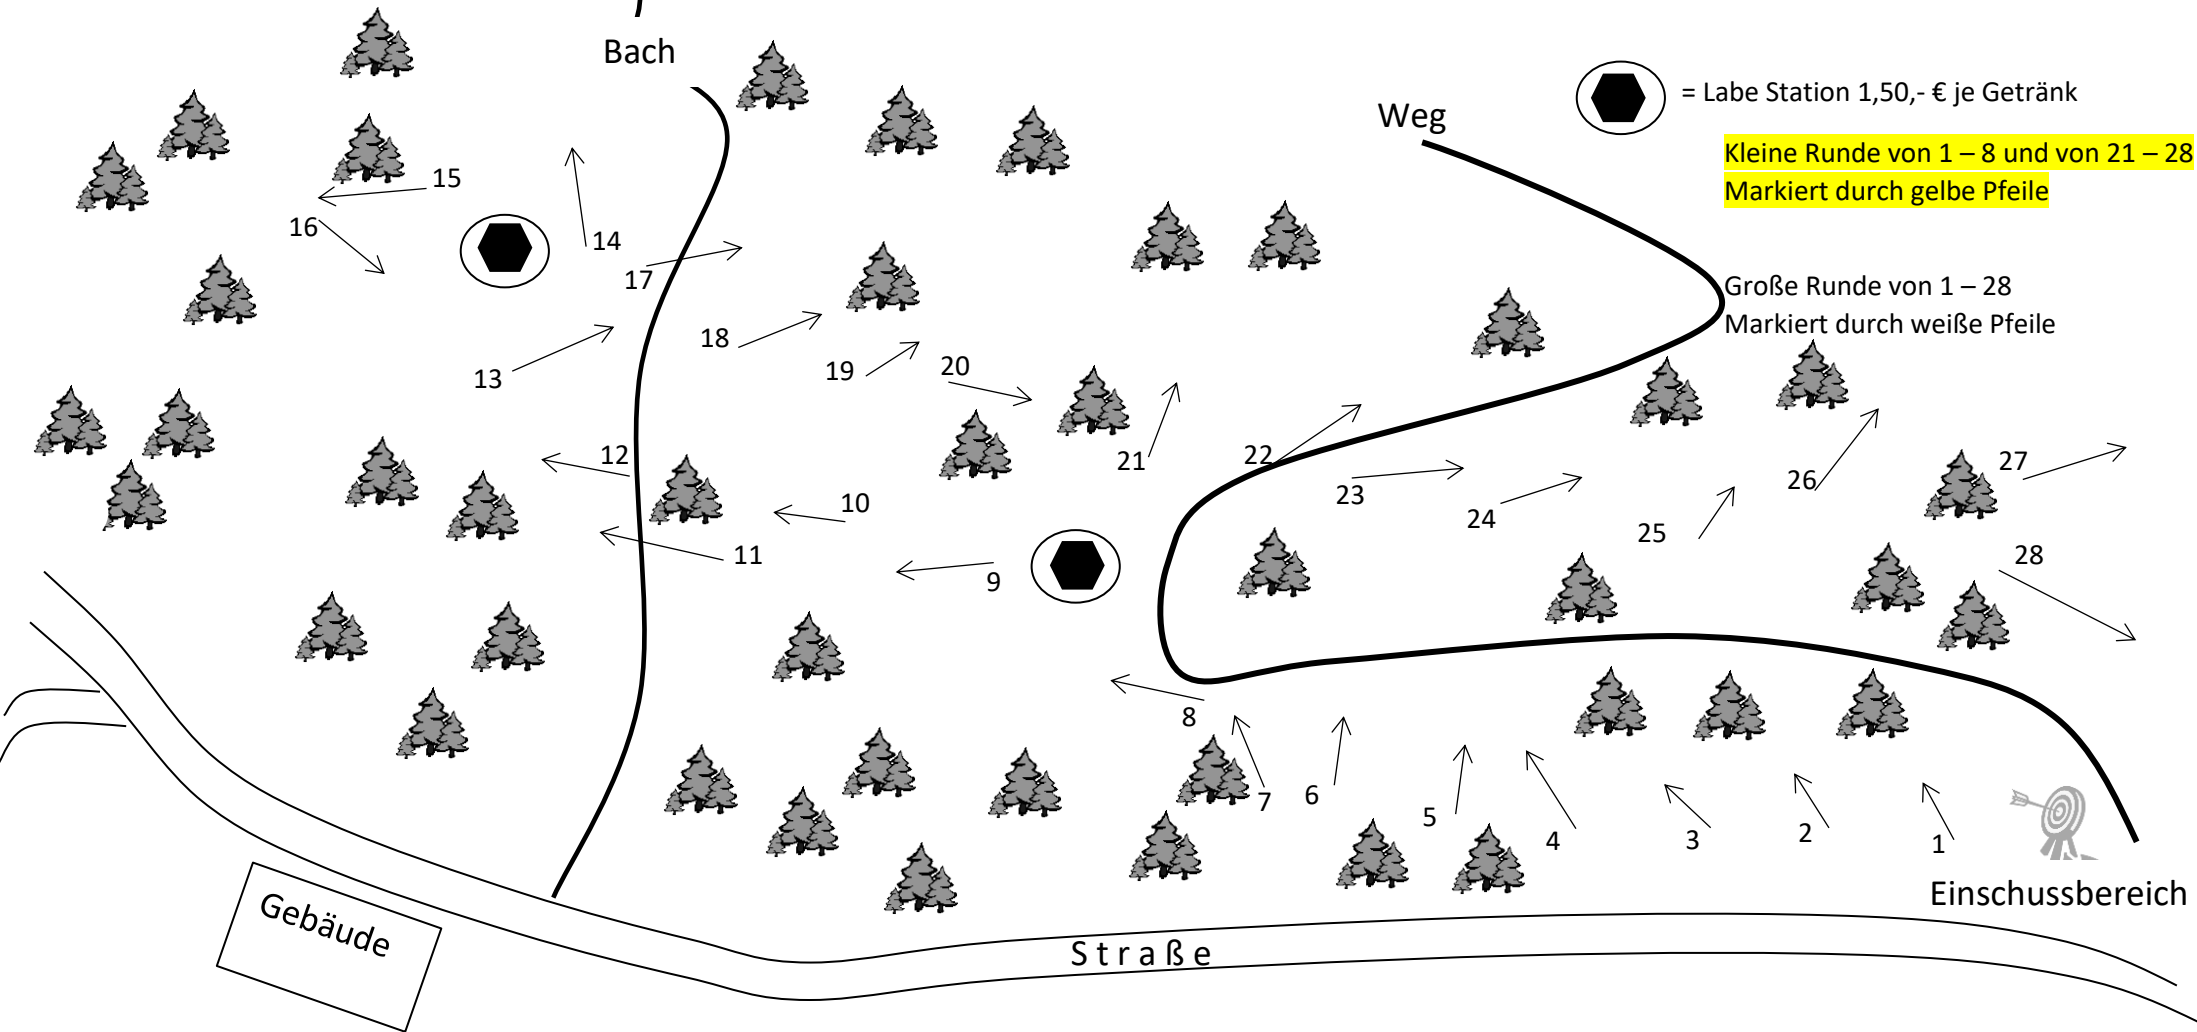 Bach
Weg
= Labe Station 1,50,- € je Getränk
Kleine Runde von 1 – 8 und von 21 – 28
Markiert durch gelbe Pfeile
Große Runde von 1 – 28
Markiert durch weiße Pfeile
15
16
14
17
13
18
19
20
12
21
22
23
24
25
26
27
10
11
9
28
8
7
6
5
4
3
2
1
Einschussbereich
Gebäude
Straße